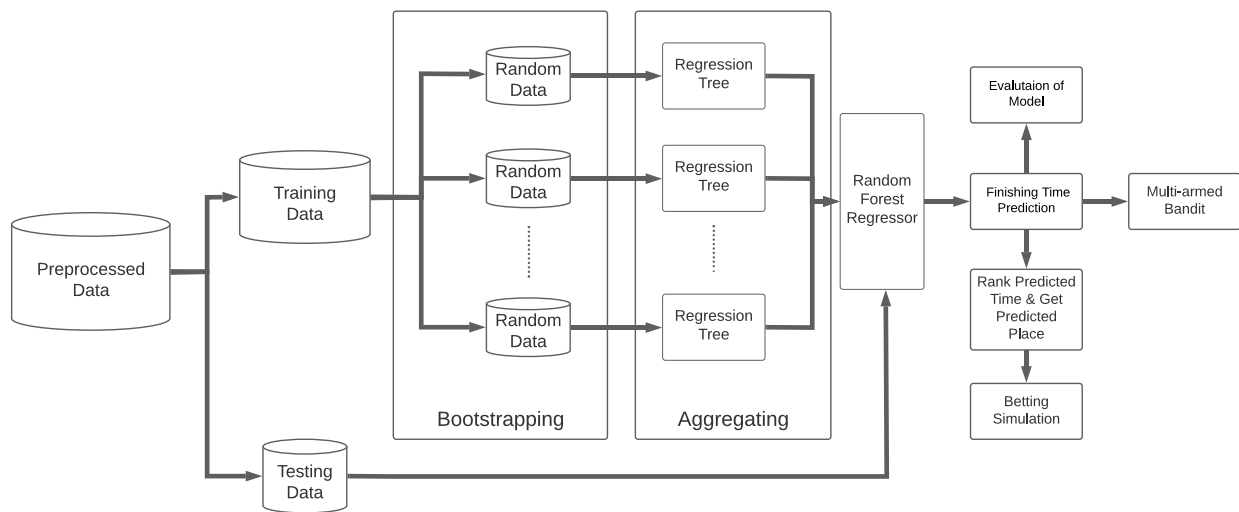 Preprocessed
Data
Training
Data
Testing
Data
Random
Data
Random
Data
Random
Data
Bootstrapping
Regression
Tree
Regression
Tree
Regression
Tree
Aggregating
Random
Forest
Regressor
Evalutaion of
Model
Finishing Time
Prediction
Multi-armed
Bandit
Rank Predicted
Time & Get
Predicted
Place
Betting
Simulation